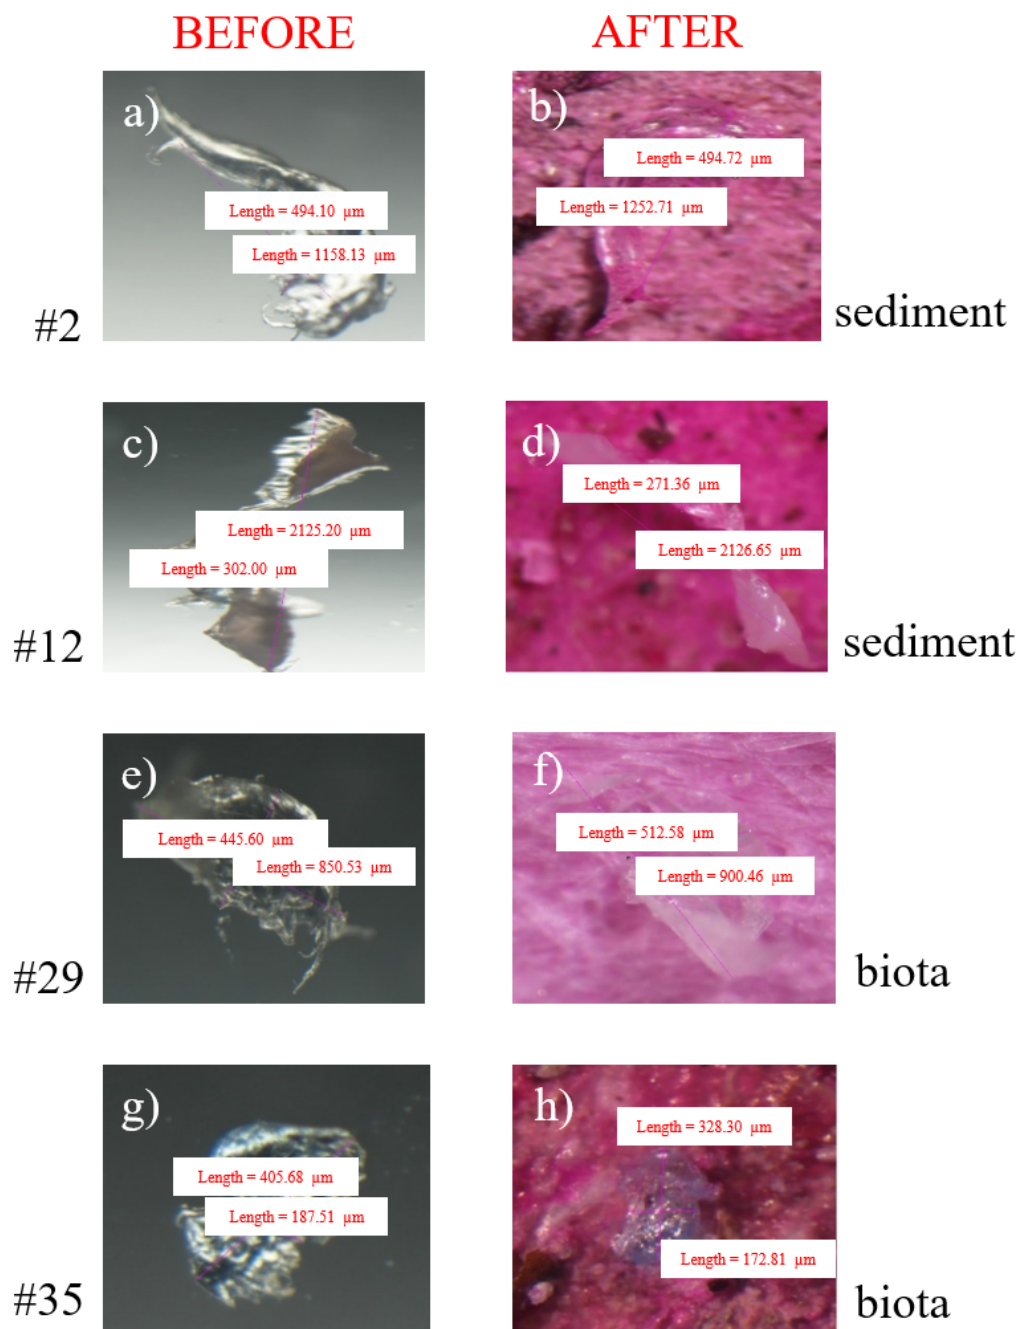 BEFORE
AFTER
a)
Length = 494.10 µm
Length = 1158.13 µm
#2
b)
Length = 494.72 µm
Length = 1252.71 µm
sediment
c)
Length = 2125.20 µm
Length = 302.00 µm
#12
d)
Length = 271.36 µm
Length = 2126.65 µm
sediment
e)
Length = 445.60 µm
Length = 850.53 µm
#29
f)
Length = 512.58 µm
Length = 900.46 µm
biota
g)
Length = 405.68 µm
Length = 187.51 µm
#35
h)
Length = 328.30 µm
Length = 172.81 µm
biota